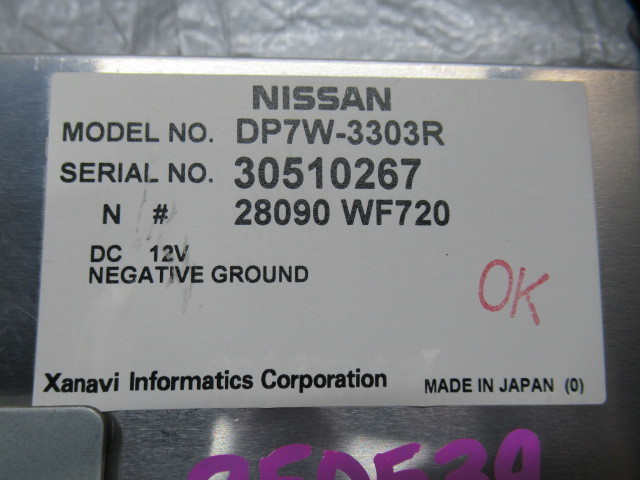 NISSAN
MODEL NO. DP7W-3303R
SERIAL NO. 30510267
N # 28090 WF720
DC 12V
NEGATIVE GROUND
OK
Xanavi Informatics Corporation MADE IN JAPAN (0)